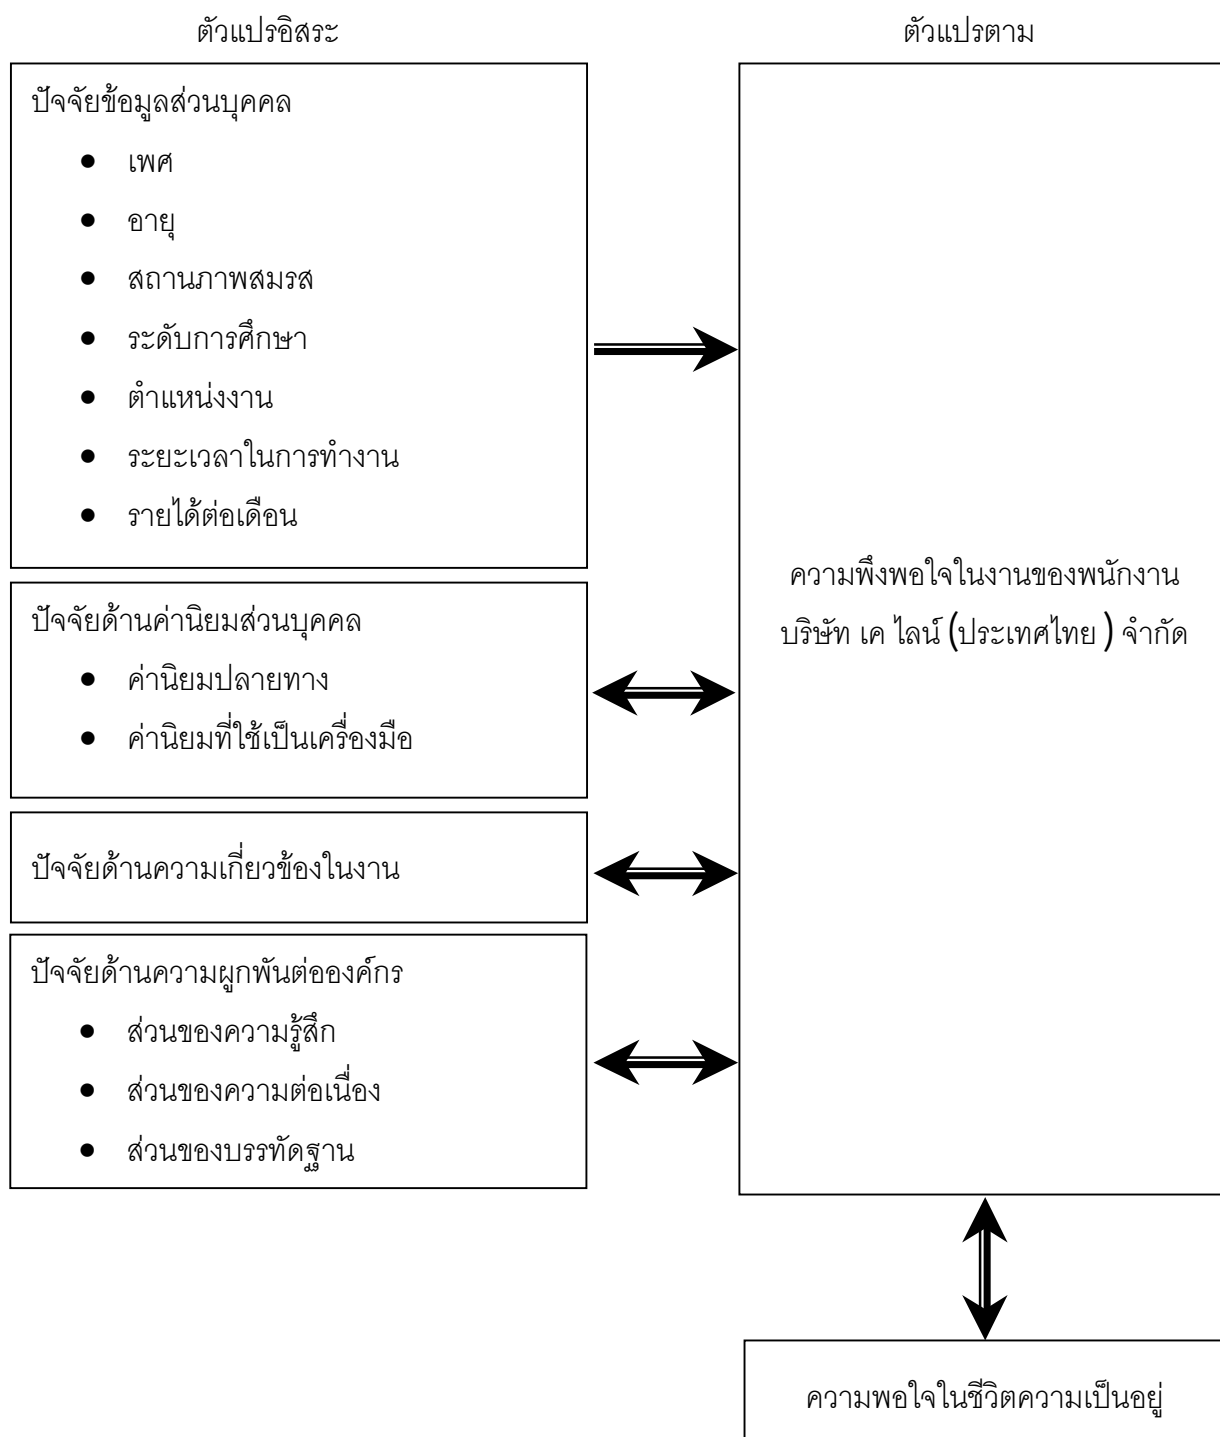 ตัวแปรอิสระ
ตัวแปรตาม
ปัจจัยข้อมูลส่วนบุคคล
● เพศ
● อายุ
● สถานภาพสมรส
● ระดับการศึกษา
● ตำแหน่งงาน
● ระยะเวลาในการทำงาน
● รายได้ต่อเดือน
ปัจจัยด้านค่านิยมส่วนบุคคล
● ค่านิยมปลายทาง
● ค่านิยมที่ใช้เป็นเครื่องมือ
ปัจจัยด้านความเกี่ยวข้องในงาน
ปัจจัยด้านความผูกพันต่อองค์กร
● ส่วนของความรู้สึก
● ส่วนของความต่อเนื่อง
● ส่วนของบรรทัดฐาน
ความพึงพอใจในงานของพนักงาน
บริษัท เค ไลน์ (ประเทศไทย ) จำกัด
ความพอใจในชีวิตความเป็นอยู่